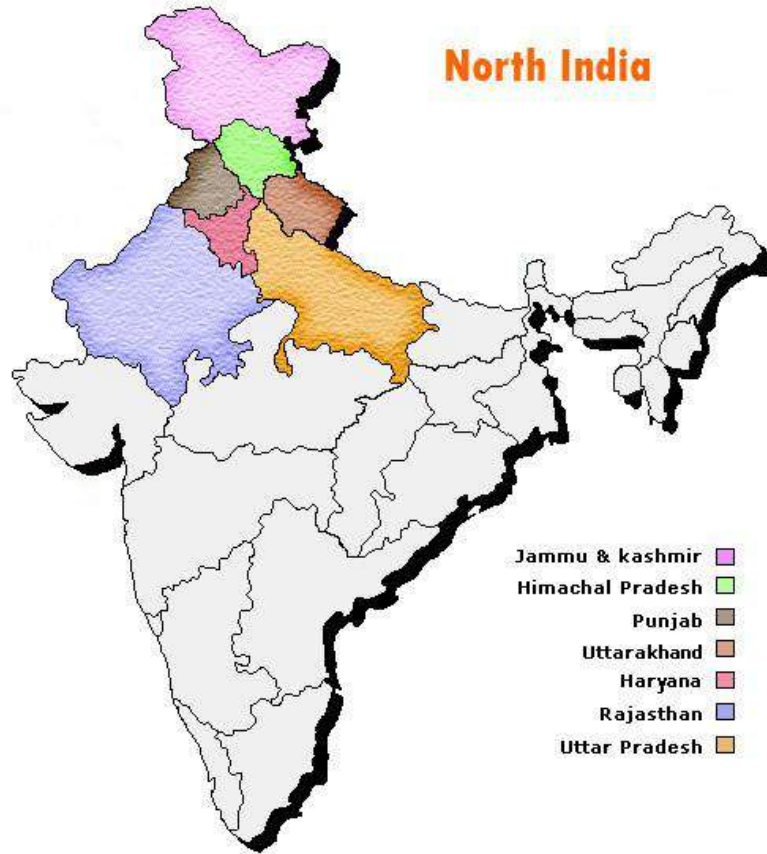 North India
Jammu & kashmir
Himachal Pradesh
Punjab
Uttarakhand
Haryana
Rajasthan
Uttar Pradesh